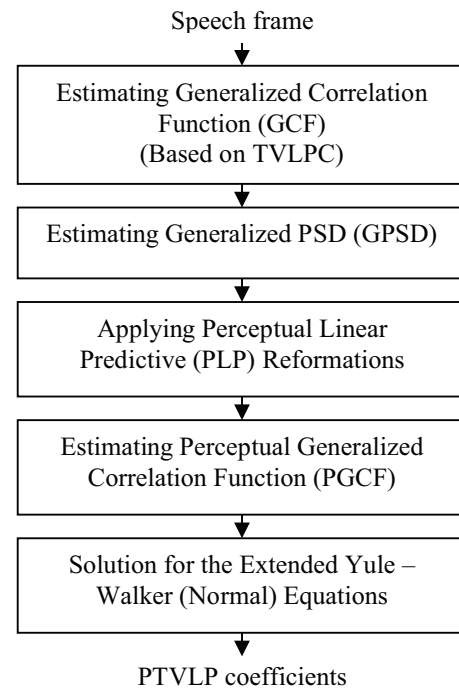 Speech frame
Estimating Generalized Correlation
Function (GCF)
(Based on TVLPC)
Estimating Generalized PSD (GPSD)
Applying Perceptual Linear
Predictive (PLP) Reformations
Estimating Perceptual Generalized
Correlation Function (PGCF)
Solution for the Extended Yule –
Walker (Normal) Equations
PTVLP coefficients